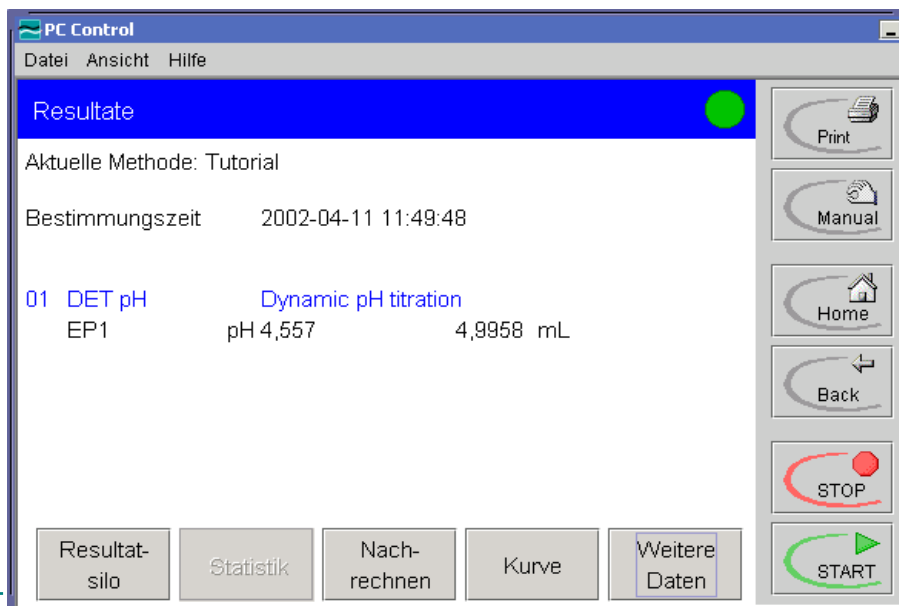 PC Control
Datei Ansicht Hilfe
Resultate
Aktuelle Methode: Tutorial
Bestimmungszeit 2002-04-11 11:49:48
01 DET pH Dynamic pH titration
EP1 pH 4,557 4,9958 mL
Resultat-
silo
Statistik
Nach-
rechnen
Kurve
Weitere
Daten
Print
Manual
Home
Back
STOP
START